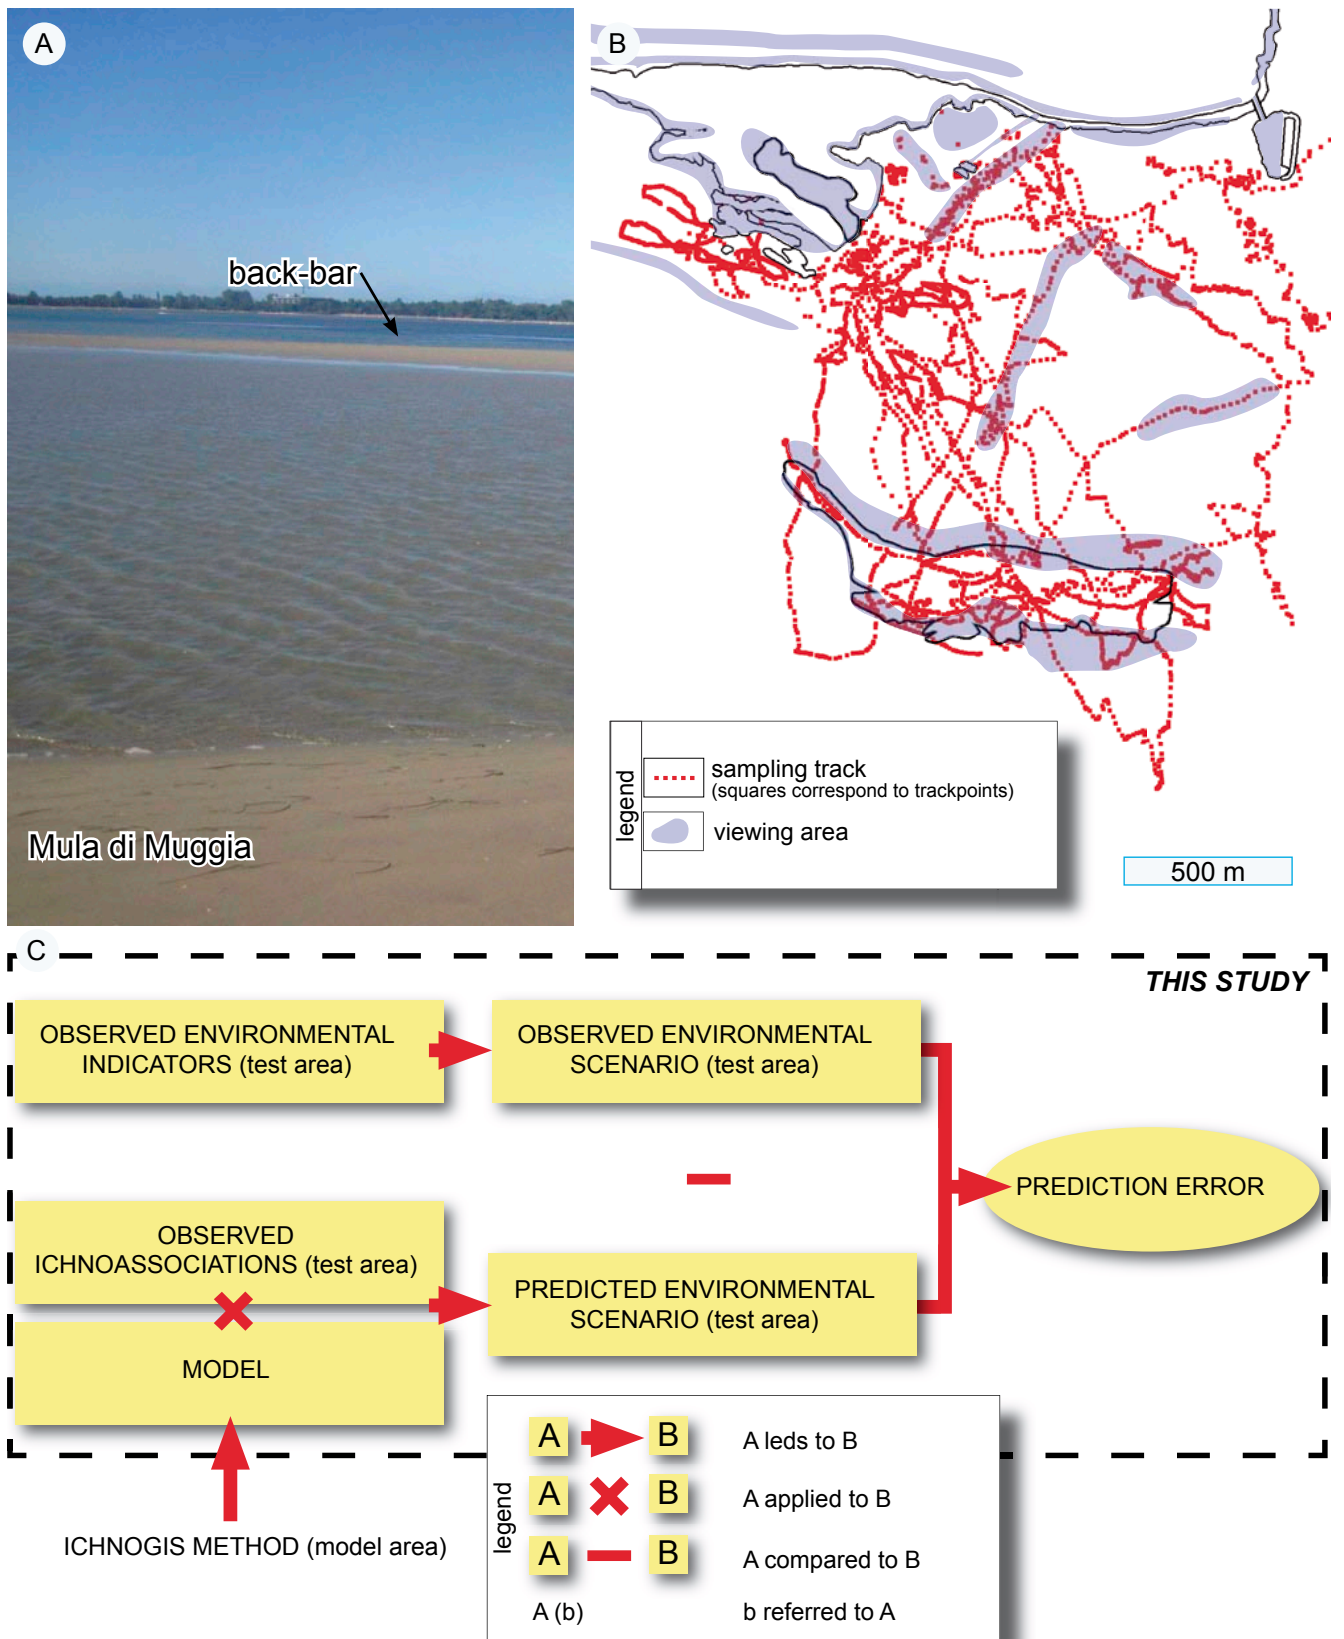 A
back-bar
Mula di Muggia
B
legend
sampling track
(squares correspond to trackpoints)
viewing area
500 m
C
THIS STUDY
OBSERVED ENVIRONMENTAL
INDICATORS (test area)
OBSERVED ENVIRONMENTAL
SCENARIO (test area)
PREDICTION ERROR
OBSERVED
ICHNOASSOCIATIONS (test area)
MODEL
PREDICTED ENVIRONMENTAL
SCENARIO (test area)
ICHNOGIS METHOD (model area)
legend
A B A leds to B
A B A applied to B
A B A compared to B
A (b) b referred to A